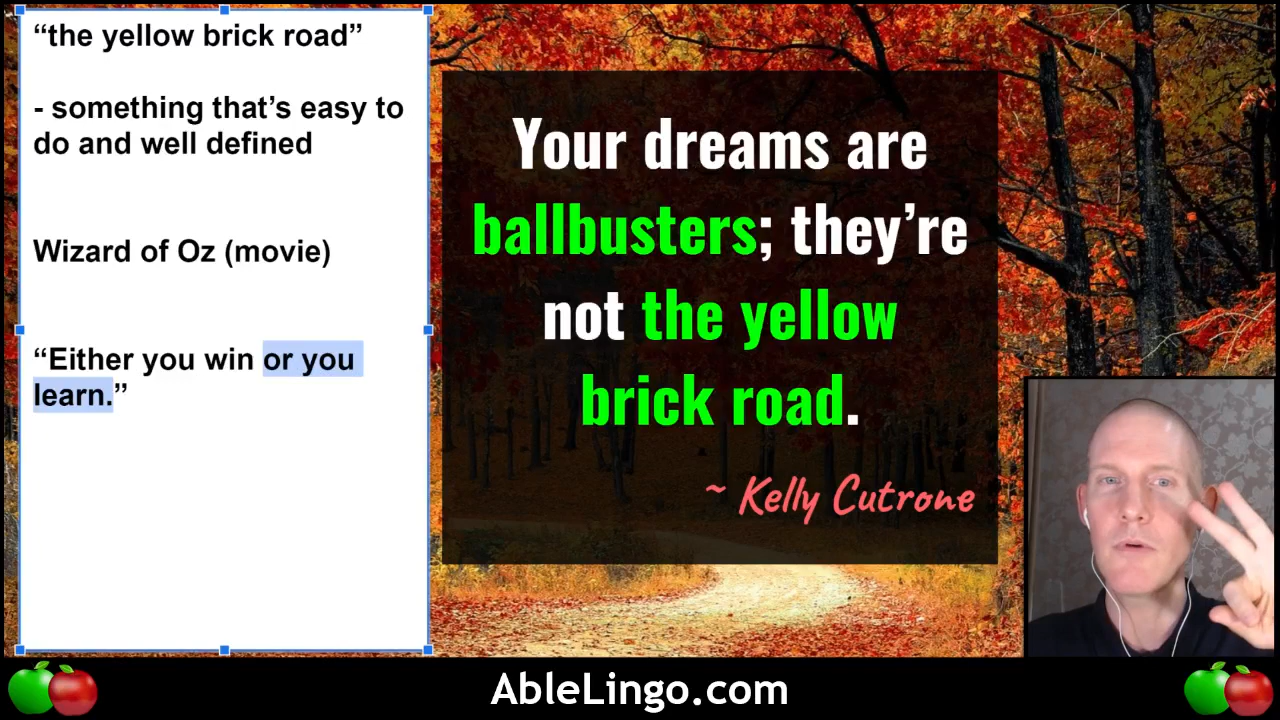 “the yellow brick road”
- something that’s easy to
do and well defined
Wizard of Oz (movie)
“Either you win or you
learn.”
Your dreams are
ballbusters; they’re
not the yellow
brick road.
~ Kelly Cutrone
AbleLingo.com